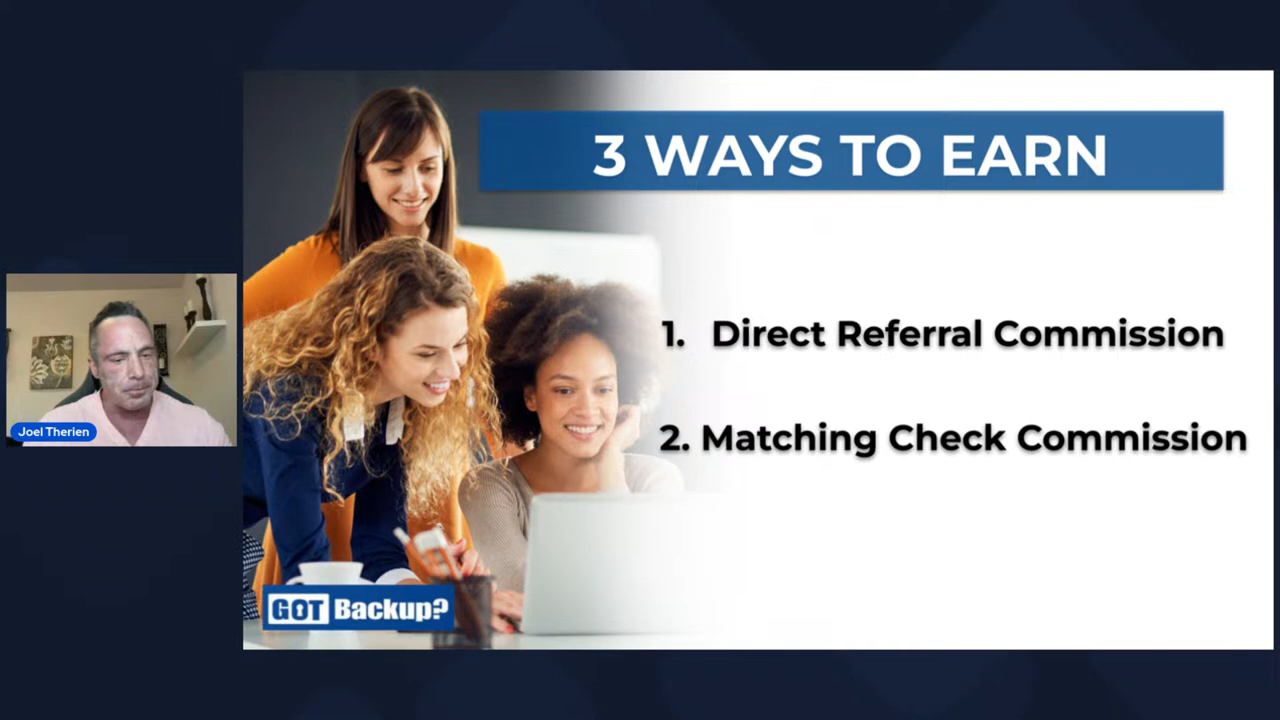 3 WAYS TO EARN
1. Direct Referral Commission
2. Matching Check Commission
Joel Therien
GOT Backup?